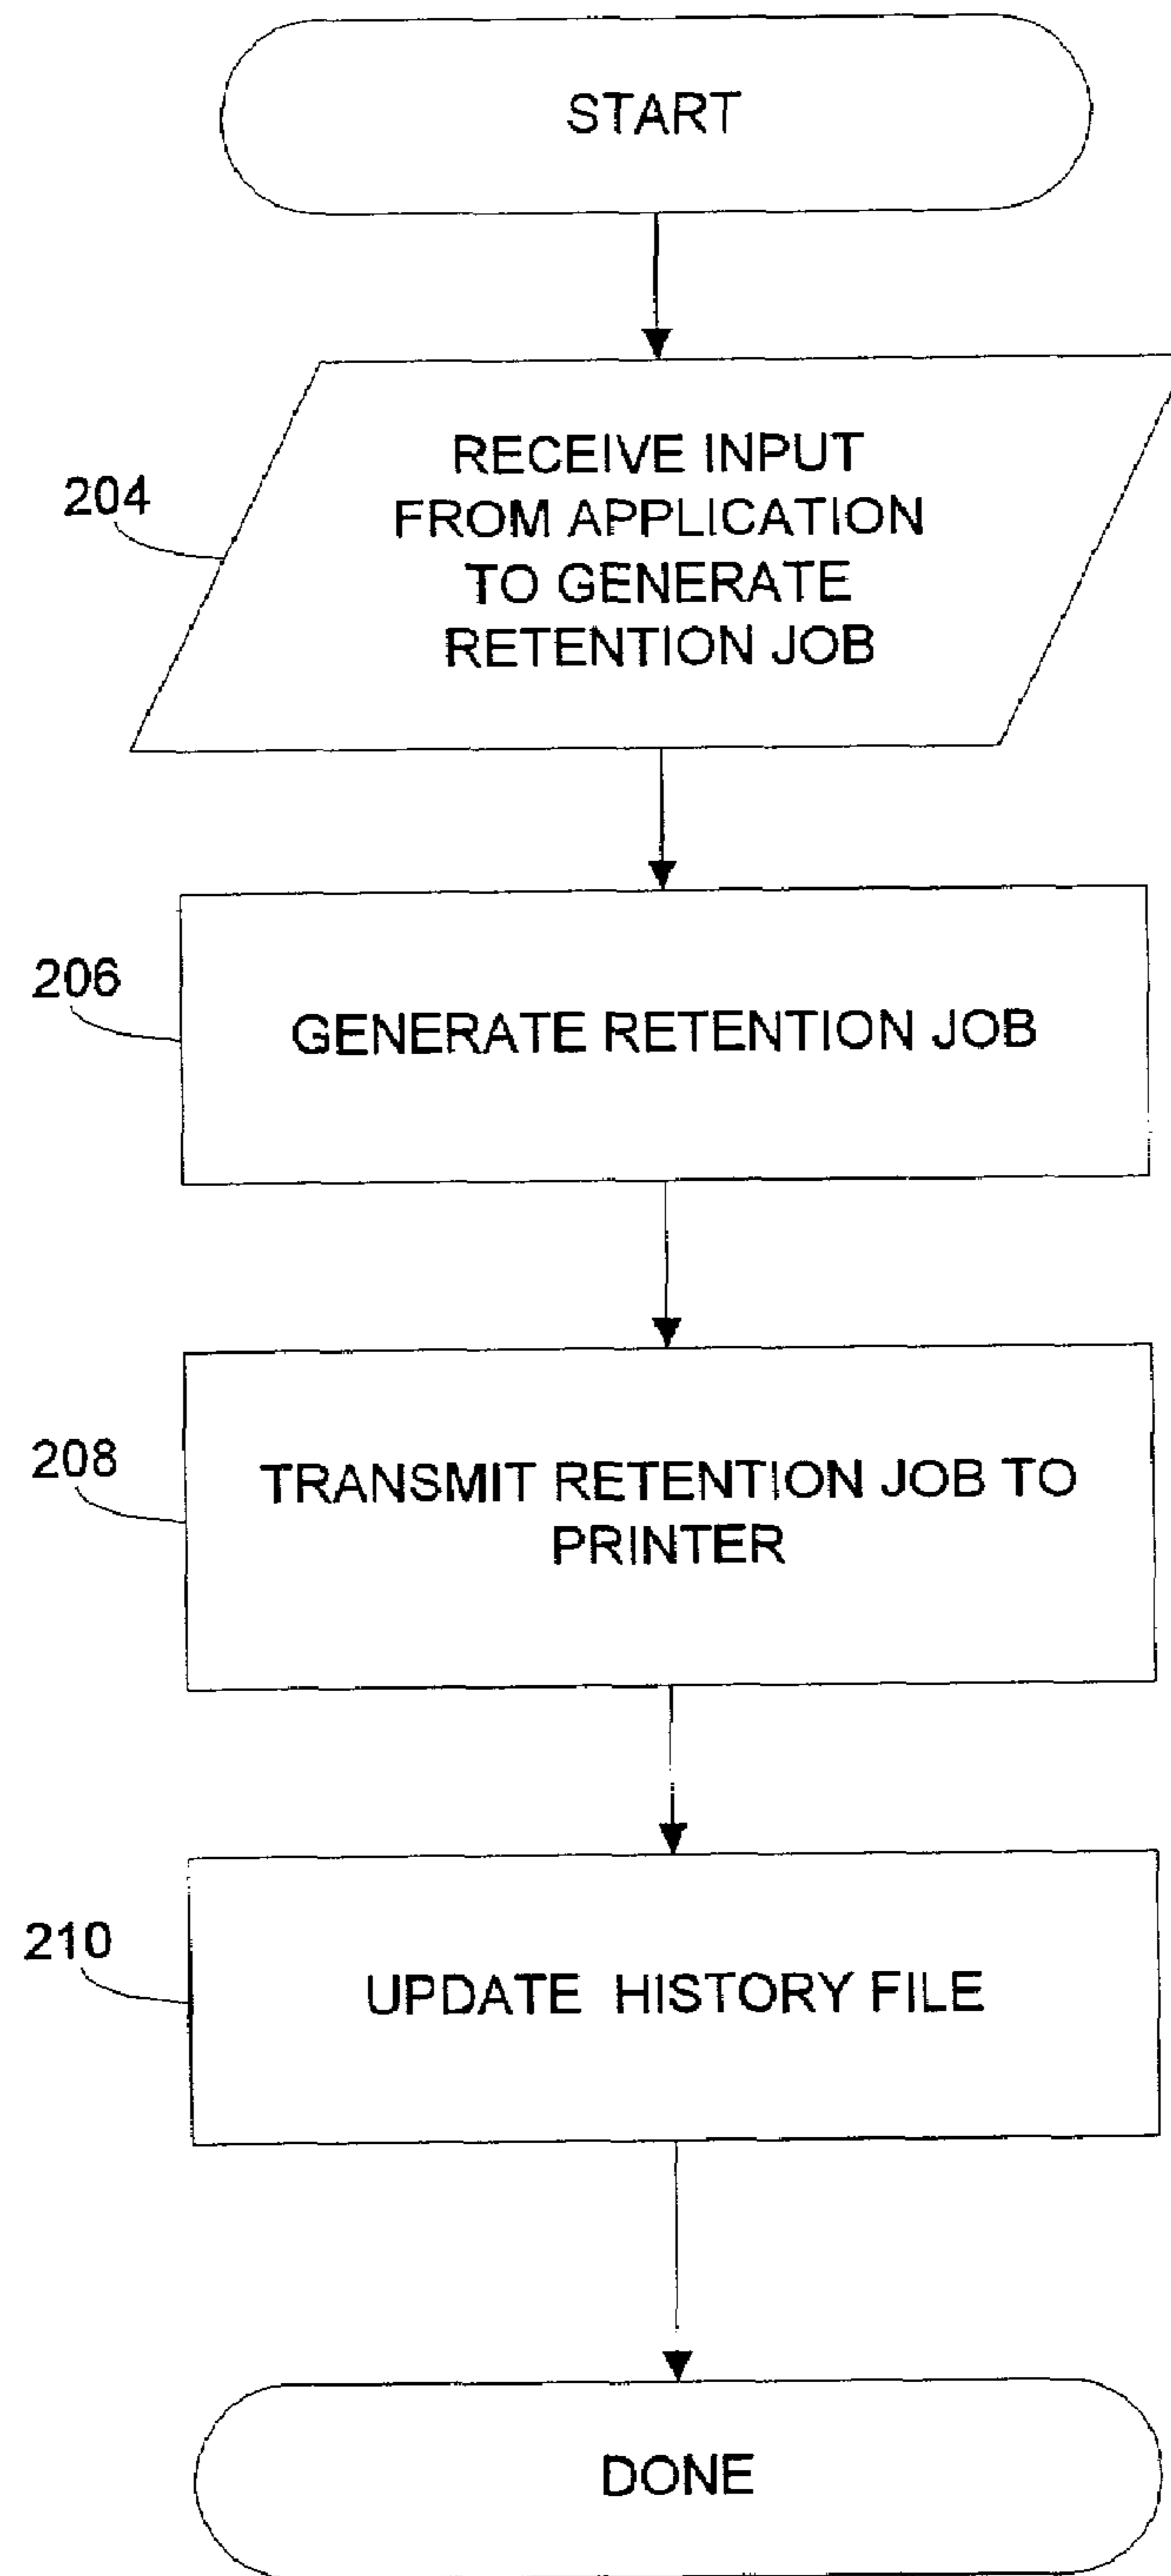 START
204
RECEIVE INPUT
FROM APPLICATION
TO GENERATE
RETENTION JOB
206
GENERATE RETENTION JOB
208
TRANSMIT RETENTION JOB TO
PRINTER
210
UPDATE HISTORY FILE
DONE